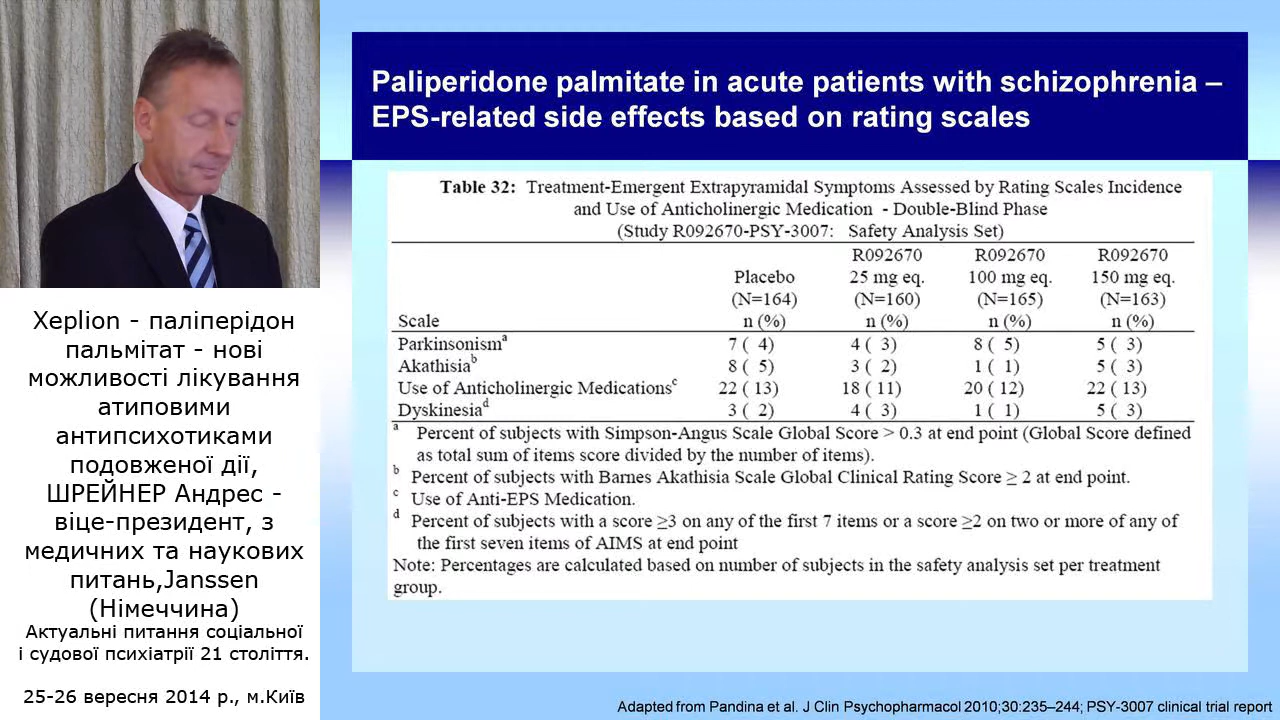 Paliperidone palmitate in acute patients with schizophrenia –
EPS-related side effects based on rating scales
Table 32: Treatment-Emergent Extrapyramidal Symptoms Assessed by Rating Scales Incidence
and Use of Anticholinergic Medication - Double-Blind Phase
(Study R092670-PSY-3007: Safety Analysis Set)
R092670 R092670 R092670
Placebo 25 mg eq. 100 mg eq. 150 mg eq.
(N=164) (N=160) (N=165) (N=163)
Scale n (%) n (%) n (%) n (%)
Parkinsonism^a 7 ( 4) 4 ( 3) 8 ( 5) 5 ( 3)
Akathisia^b 8 ( 5) 3 ( 2) 1 ( 1) 5 ( 3)
Use of Anticholinergic Medications^c 22 ( 13) 18 ( 11) 20 ( 12) 22 ( 13)
Dyskinesia^d 3 ( 2) 4 ( 3) 1 ( 1) 5 ( 3)
a Percent of subjects with Simpson-Angus Scale Global Score > 0.3 at end point (Global Score defined
as total sum of items score divided by the number of items).
b Percent of subjects with Barnes Akathisia Scale Global Clinical Rating Score ≥ 2 at end point.
c Use of Anti-EPS Medication.
d Percent of subjects with a score ≥3 on any of the first 7 items or a score ≥2 on two or more of any of
the first seven items of AIMS at end point
Note: Percentages are calculated based on number of subjects in the safety analysis set per treatment
group.
Adapted from Pandina et al. J Clin Psychopharmacol 2010;30:235–244; PSY-3007 clinical trial report
Xeplion - паліперідон
пальмітат - нові
можливості лікування
атиповими
антипсихотиками
подовженої дії,
ШРЕЙНЕР Андрес -
віце-президент, з
медичних та наукових
питань,Janssen
(Німеччина)
Актуальні питання соціальної
і судової психіатрії 21 століття.
25-26 вересня 2014 р., м.Київ